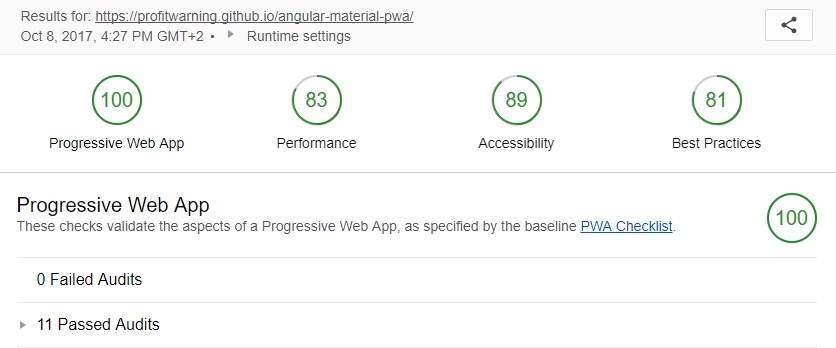 Results for: https://profitwarning.github.io/angular-material-pwa/
Oct 8, 2017, 4:27 PM GMT+2 • Runtime settings
100 83 89 81
Progressive Web App Performance Accessibility Best Practices
Progressive Web App
These checks validate the aspects of a Progressive Web App, as specified by the baseline PWA Checklist.
100
0 Failed Audits
11 Passed Audits